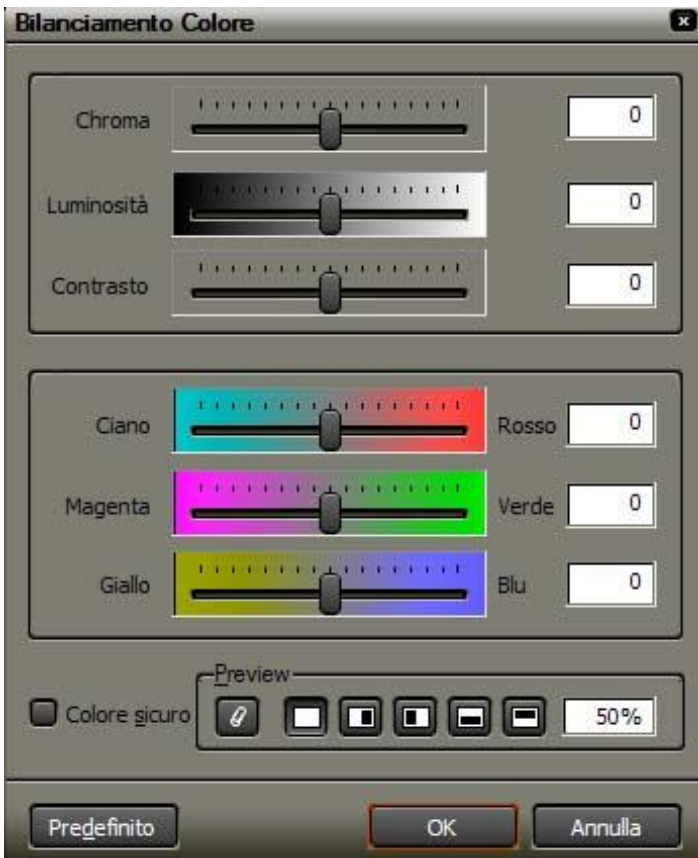 Bilanciamento Colore
Chroma 0
Luminosità 0
Contrasto 0
Ciano Rosso 0
Magenta Verde 0
Giallo Blu 0
Preview
Colore sicuro 50%
Predefinito OK Annulla